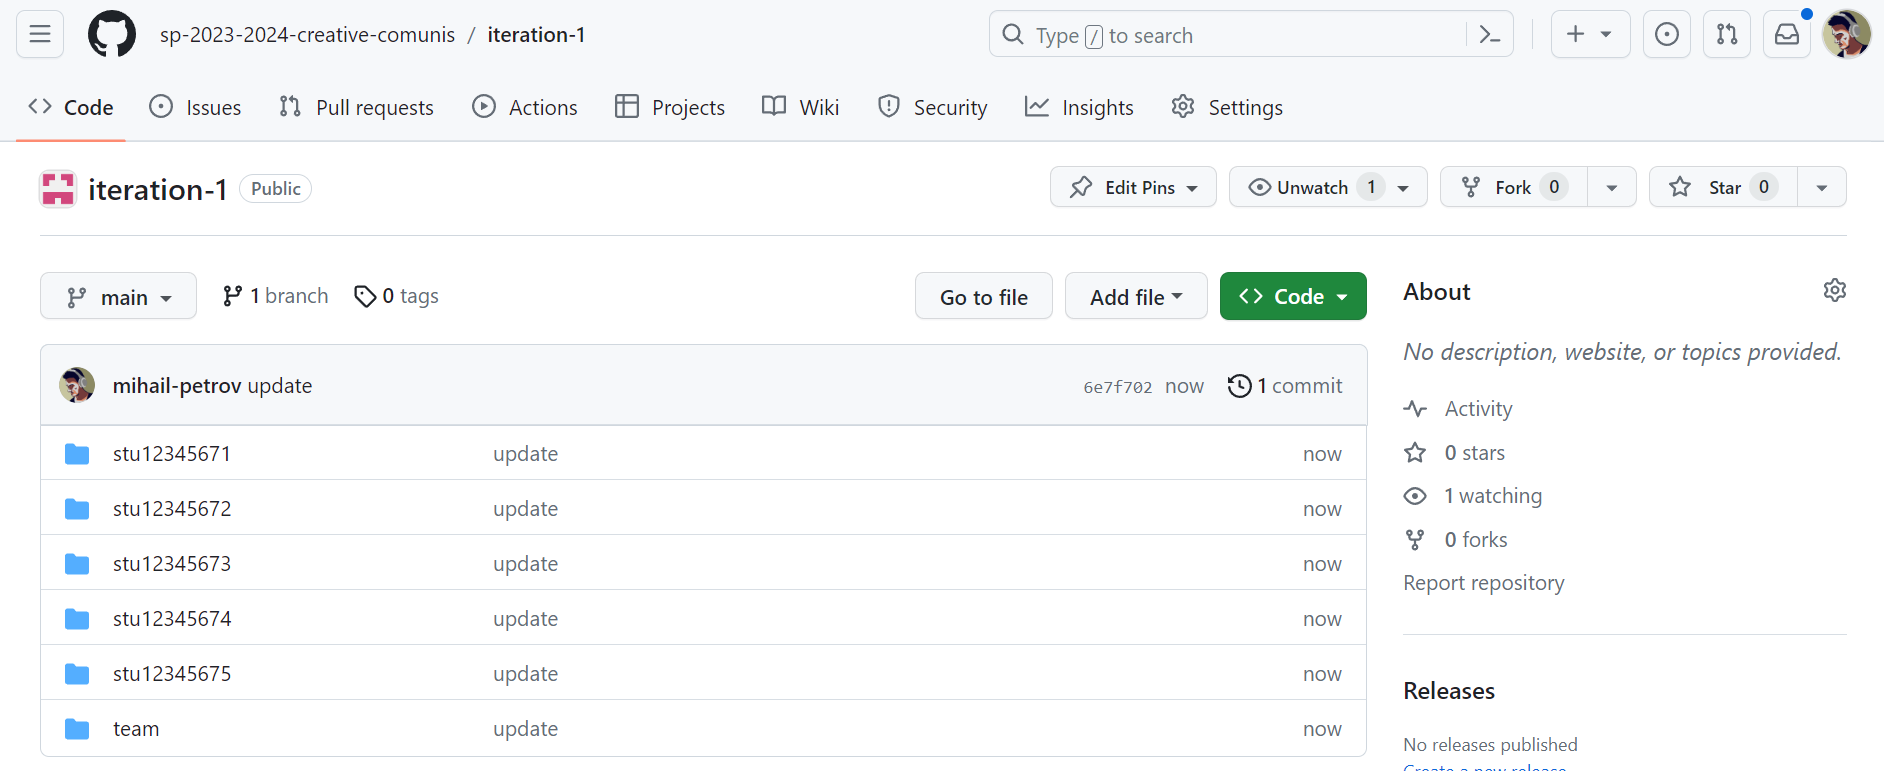 sp-2023-2024-creative-comunis / iteration-1
Type / to search
Code Issues Pull requests Actions Projects Wiki Security Insights Settings
iteration-1 Public
Edit Pins Unwatch 1 Fork 0 Star 0
main 1 branch 0 tags Go to file Add file Code
mihail-petrov update 6e7f702 now 1 commit
stu12345671 update now
stu12345672 update now
stu12345673 update now
stu12345674 update now
stu12345675 update now
team update now
About
No description, website, or topics provided.
Activity
0 stars
1 watching
0 forks
Report repository
Releases
No releases published
Create a new release